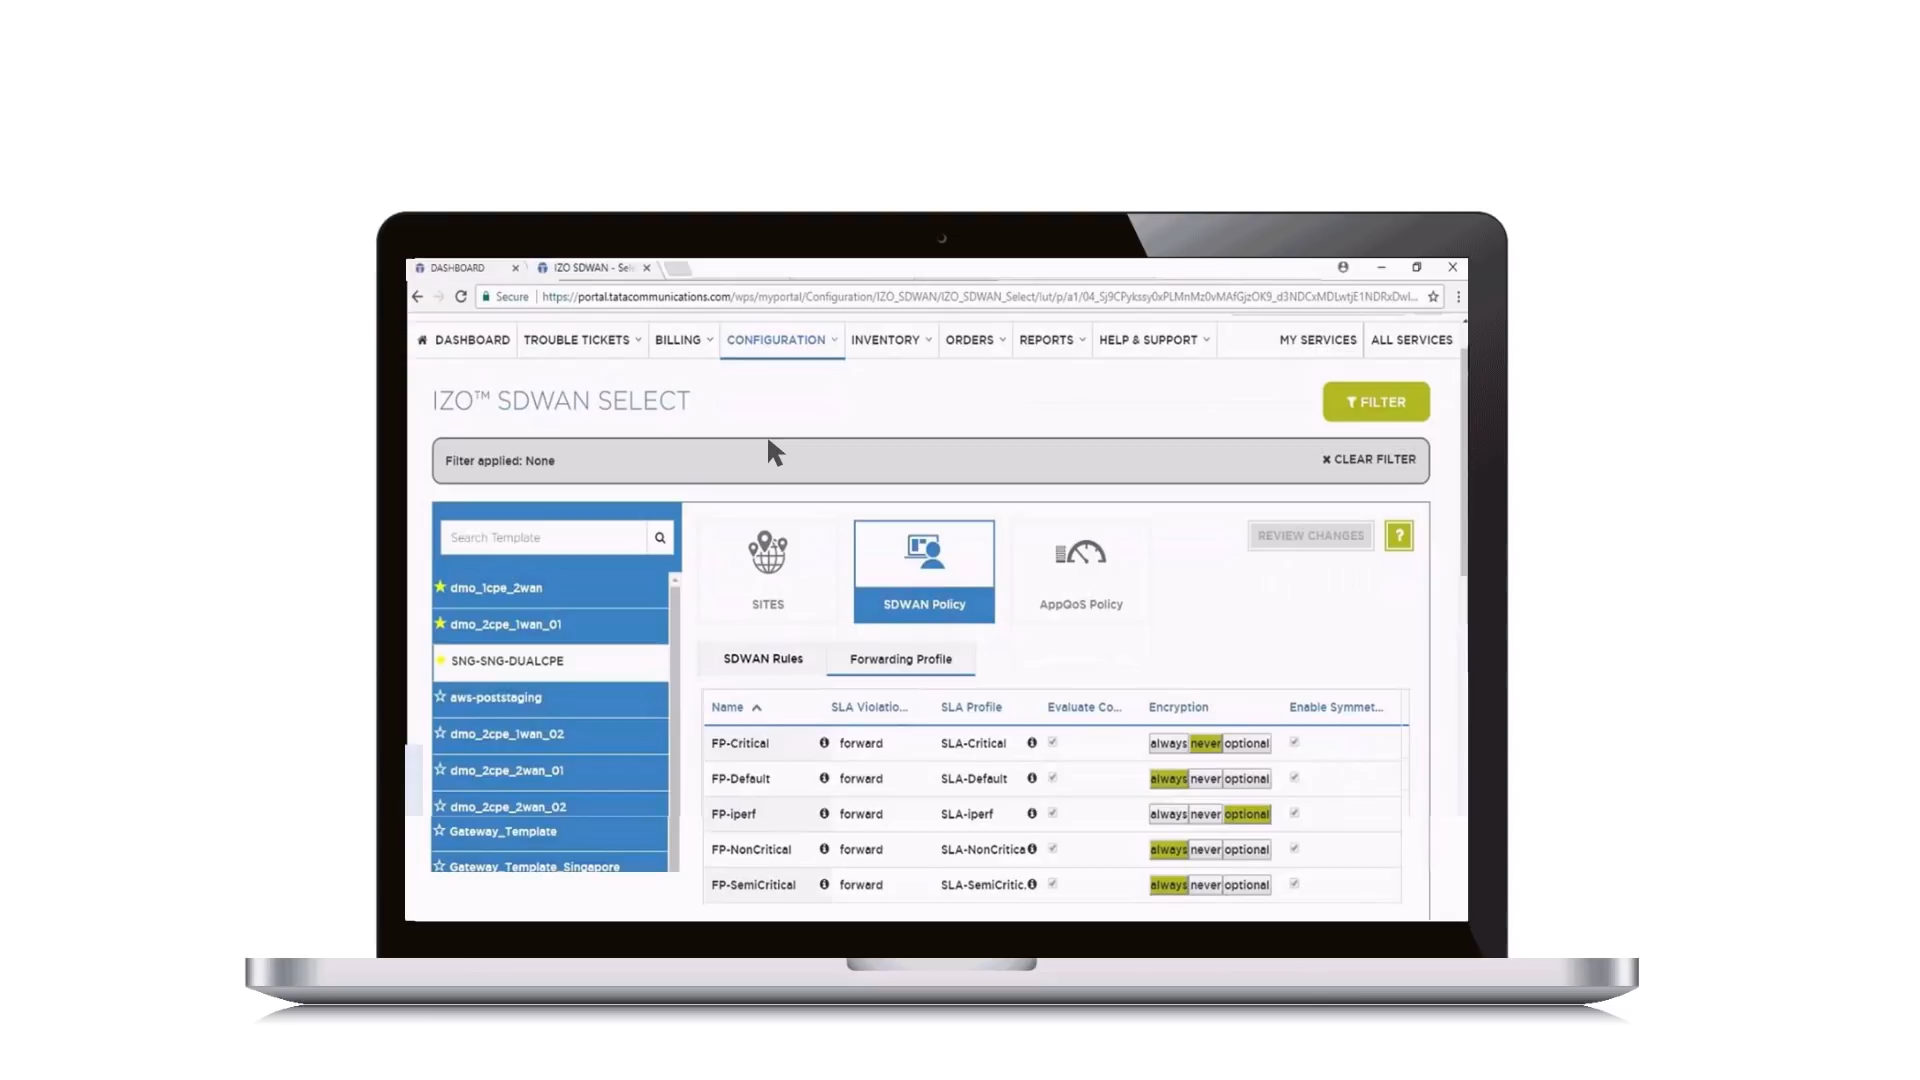 DASHBOARD
IZO SDWAN - Sel
Secure
https://portal.tatacommunications.com/wps/myportal/Configuration/IZO_SDWAN/IZO_SDWAN_Select/
DASHBOARD TROUBLE TICKETS BILLING CONFIGURATION INVENTORY ORDERS REPORTS HELP & SUPPORT MY SERVICES ALL SERVICES
IZO™ SDWAN SELECT
FILTER
Filter applied: None
CLEAR FILTER
Search Template
dmo_1cpe_2wan
dmo_2cpe_1wan_01
SNG-SNG-DUALCPE
aws-poststaging
dmo_2cpe_1wan_02
dmo_2cpe_2wan_01
dmo_2cpe_2wan_02
Gateway_Template
Gateway_Template_Singapore
SITES
SDWAN Policy
AppQoS Policy
REVIEW CHANGES
?
SDWAN Rules Forwarding Profile
Name SLA Violatio... SLA Profile Evaluate Co... Encryption Enable Symmet...
FP-Critical forward SLA-Critical always never optional
FP-Default forward SLA-Default always never optional
FP-iperf forward SLA-iperf always never optional
FP-NonCritical forward SLA-NonCritica always never optional
FP-SemiCritical forward SLA-SemiCritic. always never optional